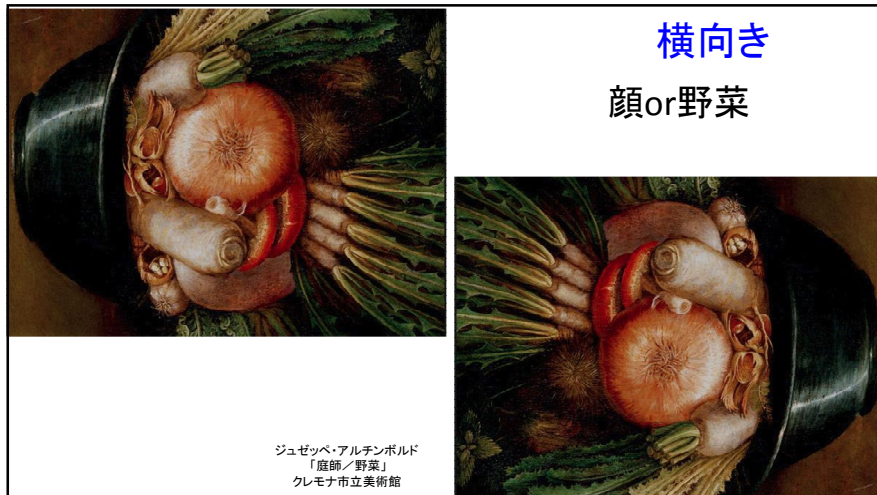 横向き
顔or野菜
ジュゼッペ・アルチンボルド
「庭師／野菜」
クレモナ市立美術館